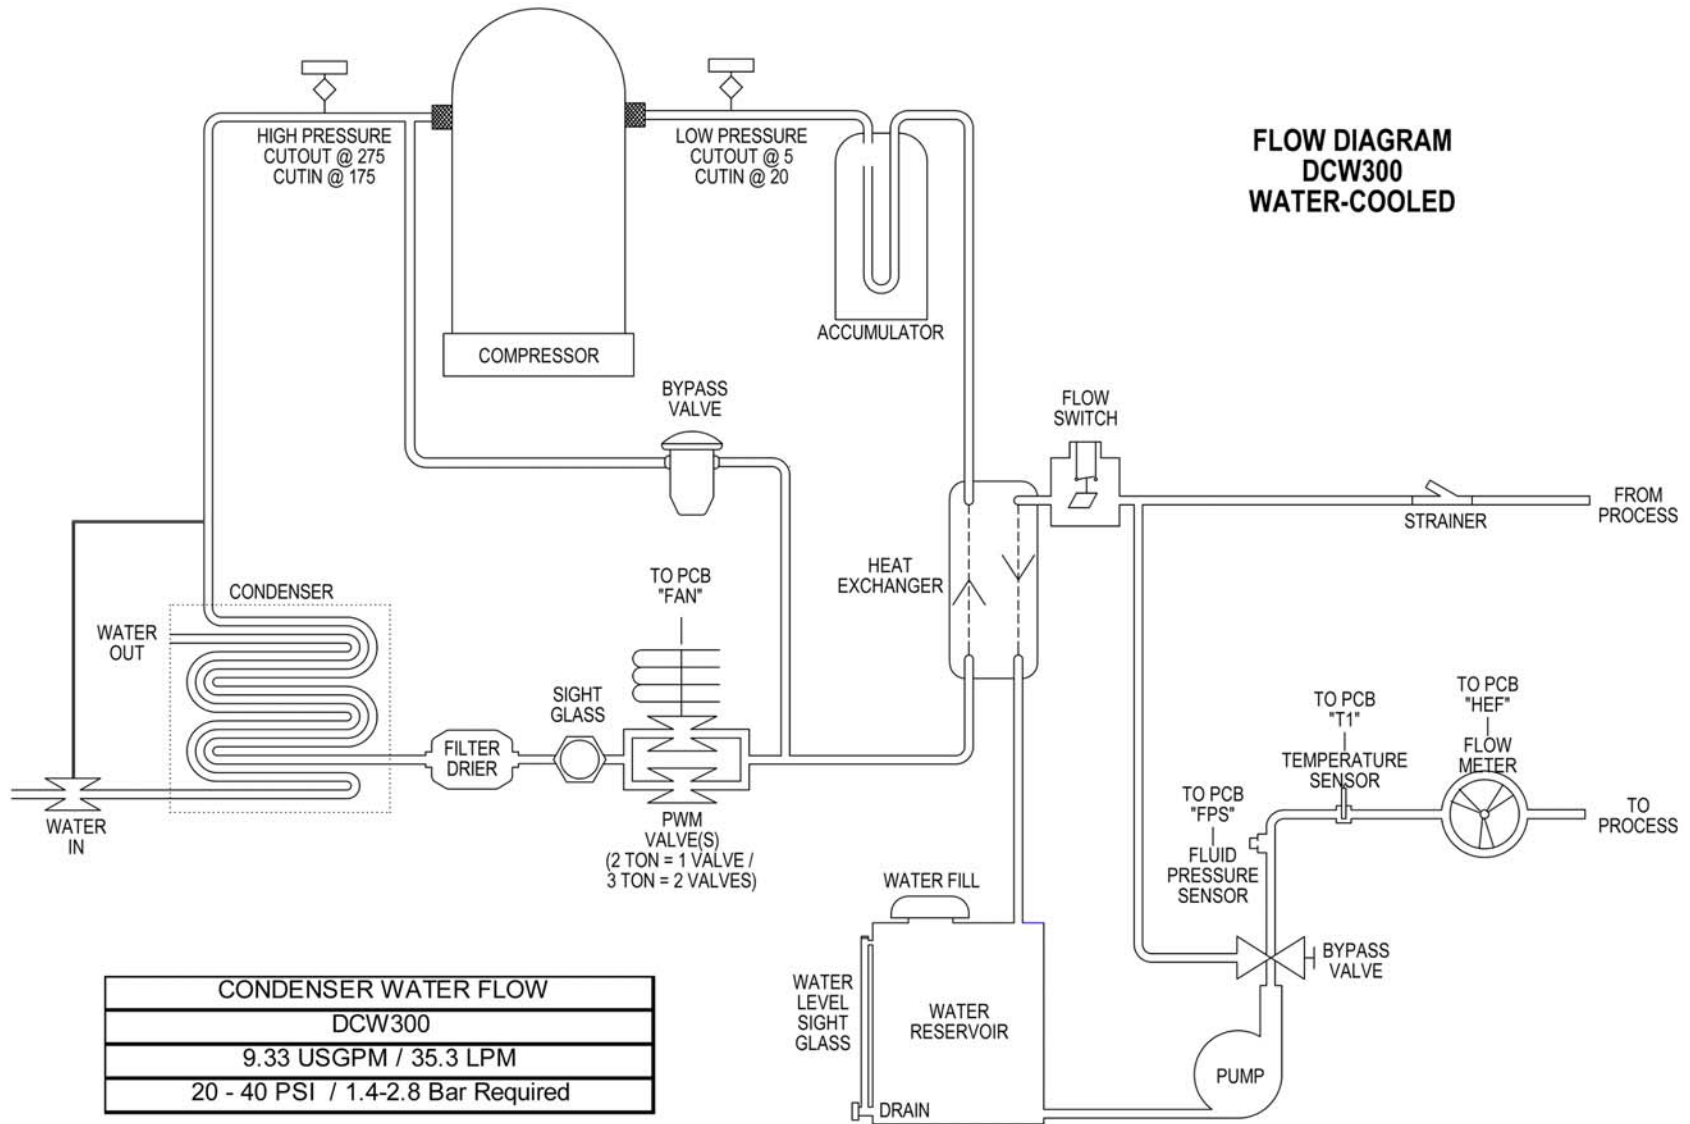 FLOW DIAGRAM
DCW300
WATER-COOLED
HIGH PRESSURE
CUTOUT @ 275
CUTIN @ 175
LOW PRESSURE
CUTOUT @ 5
CUTIN @ 20
COMPRESSOR
ACCUMULATOR
BYPASS
VALVE
FLOW
SWITCH
FROM
PROCESS
STRAINER
HEAT
EXCHANGER
CONDENSER
WATER
OUT
TO PCB
"FAN"
SIGHT
GLASS
FILTER
DRIER
WATER
IN
PWM
VALVE(S)
(2 TON = 1 VALVE /
3 TON = 2 VALVES)
TO PCB
"HEF"
FLOW
METER
TO PCB
"T1"
TEMPERATURE
SENSOR
TO PCB
"FPS"
FLUID
PRESSURE
SENSOR
TO
PROCESS
WATER FILL
BYPASS
VALVE
WATER
LEVEL
SIGHT
GLASS
WATER
RESERVOIR
PUMP
DRAIN
CONDENSER WATER FLOW
DCW300
9.33 USGPM / 35.3 LPM
20 - 40 PSI / 1.4-2.8 Bar Required